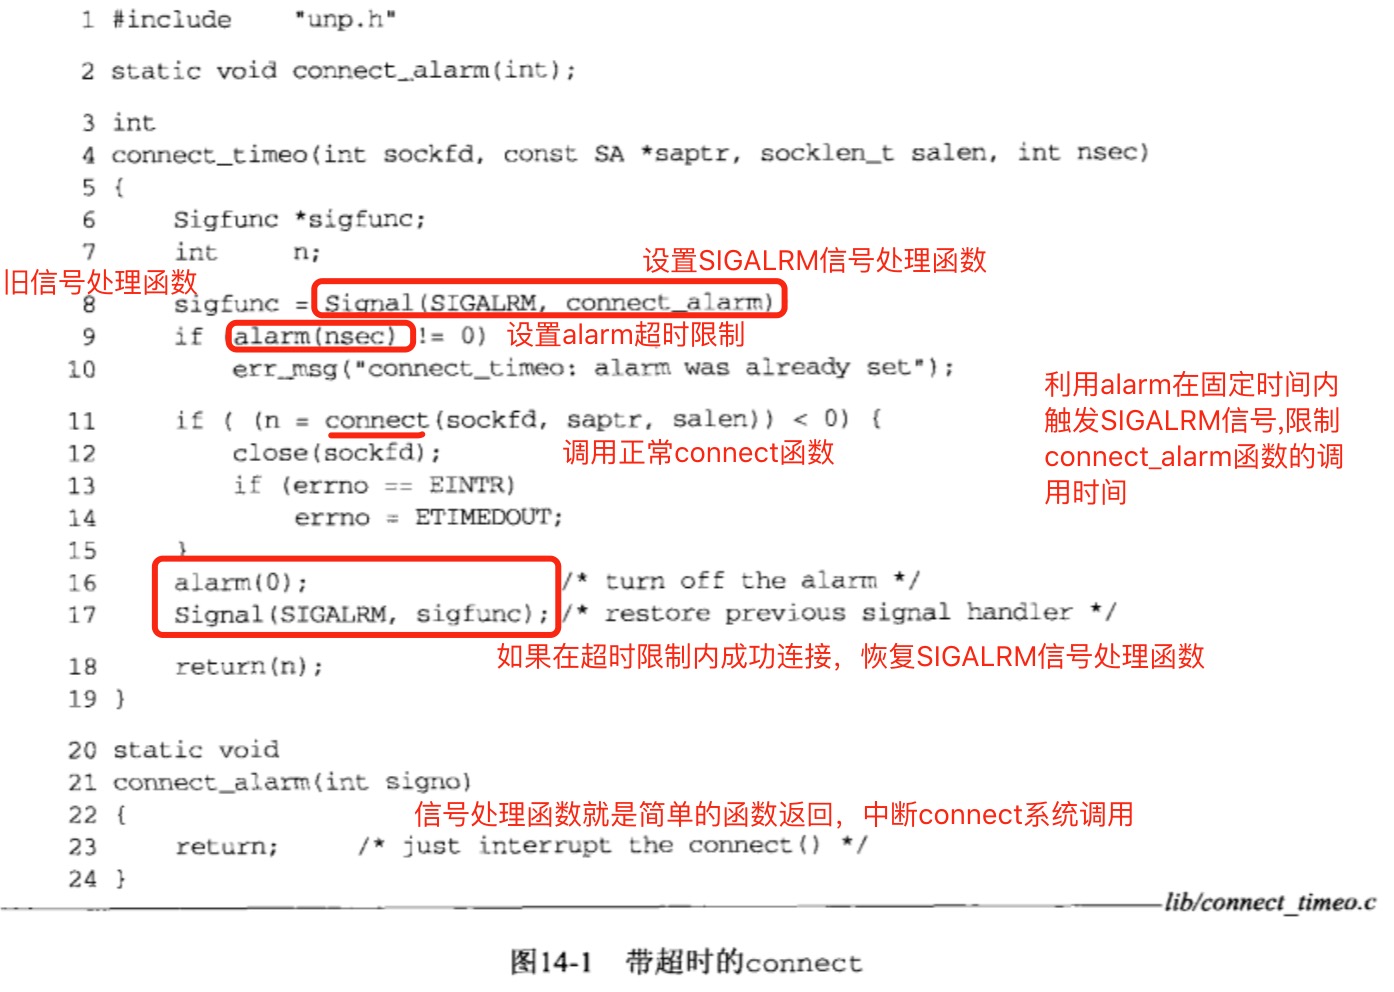 1 #include "unp.h"
2 static void connect_alarm(int);
3 int
4 connect_timeo(int sockfd, const SA *saptr, socklen_t salen, int nsec)
5 {
6 Sigfunc *sigfunc;
7 int n;
设置SIGALRM信号处理函数
旧信号处理函数
8 sigfunc = Signal(SIGALRM, connect_alarm)
9 if (alarm(nsec) != 0) 设置alarm超时限制
10 err_msg("connect_timeo: alarm was already set");
利用alarm在固定时间内
触发SIGALRM信号,限制
connect_alarm函数的调
用时间
11 if ( (n = connect(sockfd, saptr, salen)) < 0) {
12 close(sockfd); 调用正常connect函数
13 if (errno == EINTR)
14 errno = ETIMEDOUT;
15 }
16 alarm(0); /* turn off the alarm */
17 Signal(SIGALRM, sigfunc); /* restore previous signal handler */
如果在超时限制内成功连接，恢复SIGALRM信号处理函数
18 return(n);
19 }
20 static void
21 connect_alarm(int signo)
22 { 信号处理函数就是简单的函数返回，中断connect系统调用
23 return; /* just interrupt the connect() */
24 }
lib/connect_timeo.c
图14-1 带超时的connect